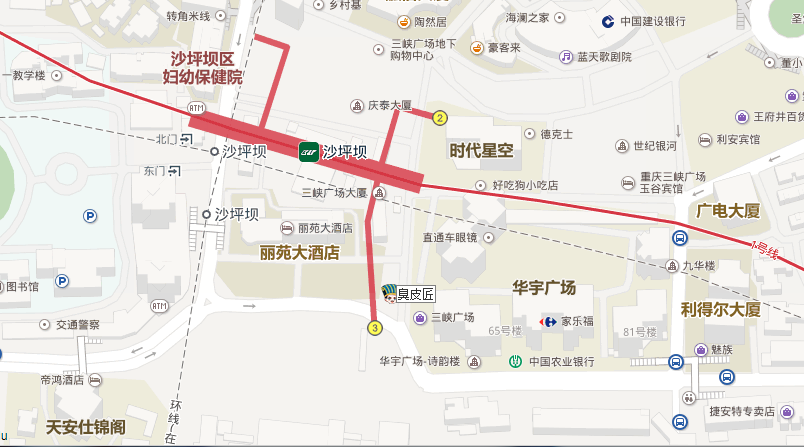 乡村基
转角米线
陶然居
海澜之家
中国建设银行
三峡广场地下
购物中心
豪客来
蓝天歌剧院
董小
沙坪坝区
妇幼保健院
一教学楼
ATM
庆泰大厦
2
德克士
王府井百货
北门
沙坪坝
沙坪坝
时代星空
世纪银河
利安宾馆
东门
三峡广场大厦
好吃狗小吃店
重庆三峡广场
玉谷宾馆
沙坪坝
丽苑大酒店
丽苑大酒店
直通车眼镜
广电大厦
1号线
九华楼
图书馆
臭皮匠
华宇广场
利得尔大厦
ATM
交通警察
3
三峡广场
65号楼
家乐福
81号楼
魅族
华宇广场-诗韵楼
中国农业银行
帝鸿酒店
天安仕锦阁
环线(在
捷安特专卖店
u